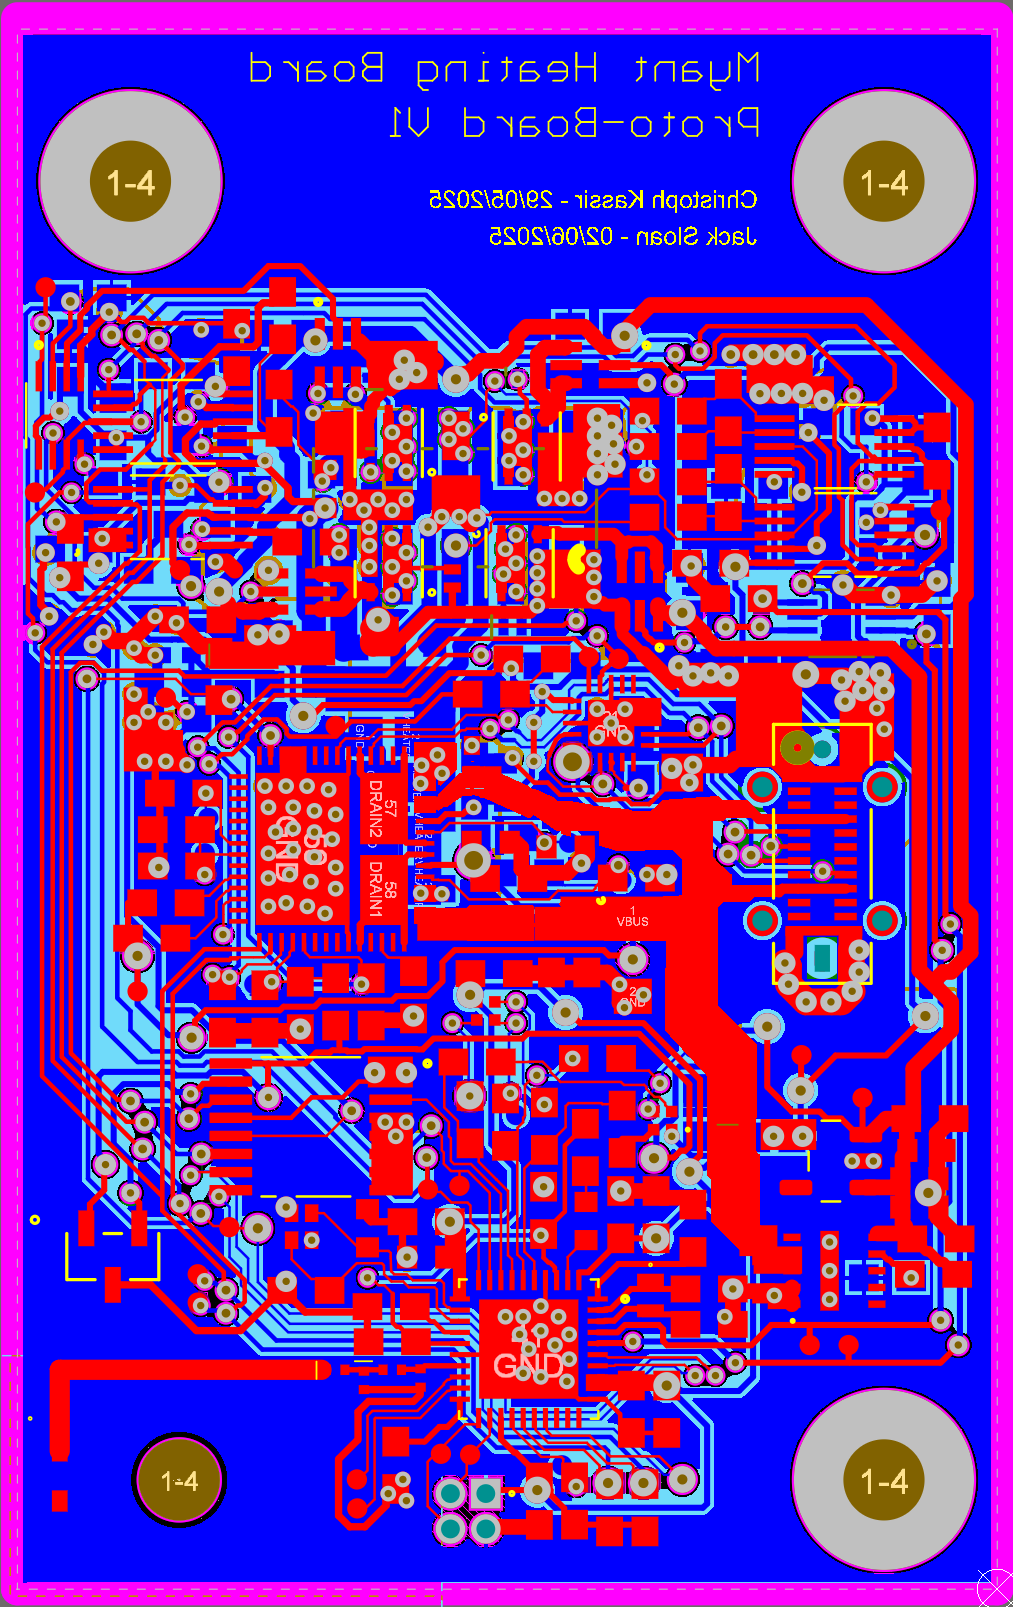 Myant Heating Board
Proto-Board V1
1-4
1-4
Christoph Kassir - 29/05/2025
Jack Sloan - 02/06/2025
GND
GND
57
DRAIN2
58
DRAIN1
GND
1
VBUS
2
GND
GND
1-4
1-4